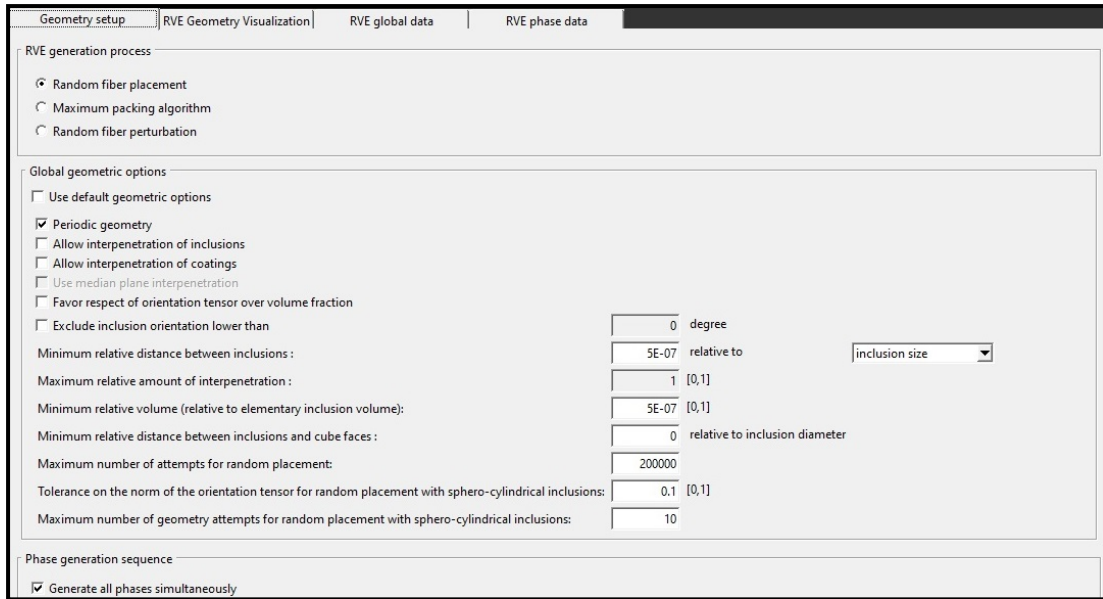 Geometry setup RVE Geometry Visualization RVE global data RVE phase data
RVE generation process
Random fiber placement
Maximum packing algorithm
Random fiber perturbation
Global geometric options
Use default geometric options
Periodic geometry
Allow interpenetration of inclusions
Allow interpenetration of coatings
Use median plane interpenetration
Favor respect of orientation tensor over volume fraction
Exclude inclusion orientation lower than 0 degree
Minimum relative distance between inclusions : 5E-07 relative to inclusion size
Maximum relative amount of interpenetration : 1 [0,1]
Minimum relative volume (relative to elementary inclusion volume): 5E-07 [0,1]
Minimum relative distance between inclusions and cube faces : 0 relative to inclusion diameter
Maximum number of attempts for random placement: 200000
Tolerance on the norm of the orientation tensor for random placement with sphero-cylindrical inclusions: 0.1 [0,1]
Maximum number of geometry attempts for random placement with sphero-cylindrical inclusions: 10
Phase generation sequence
Generate all phases simultaneously